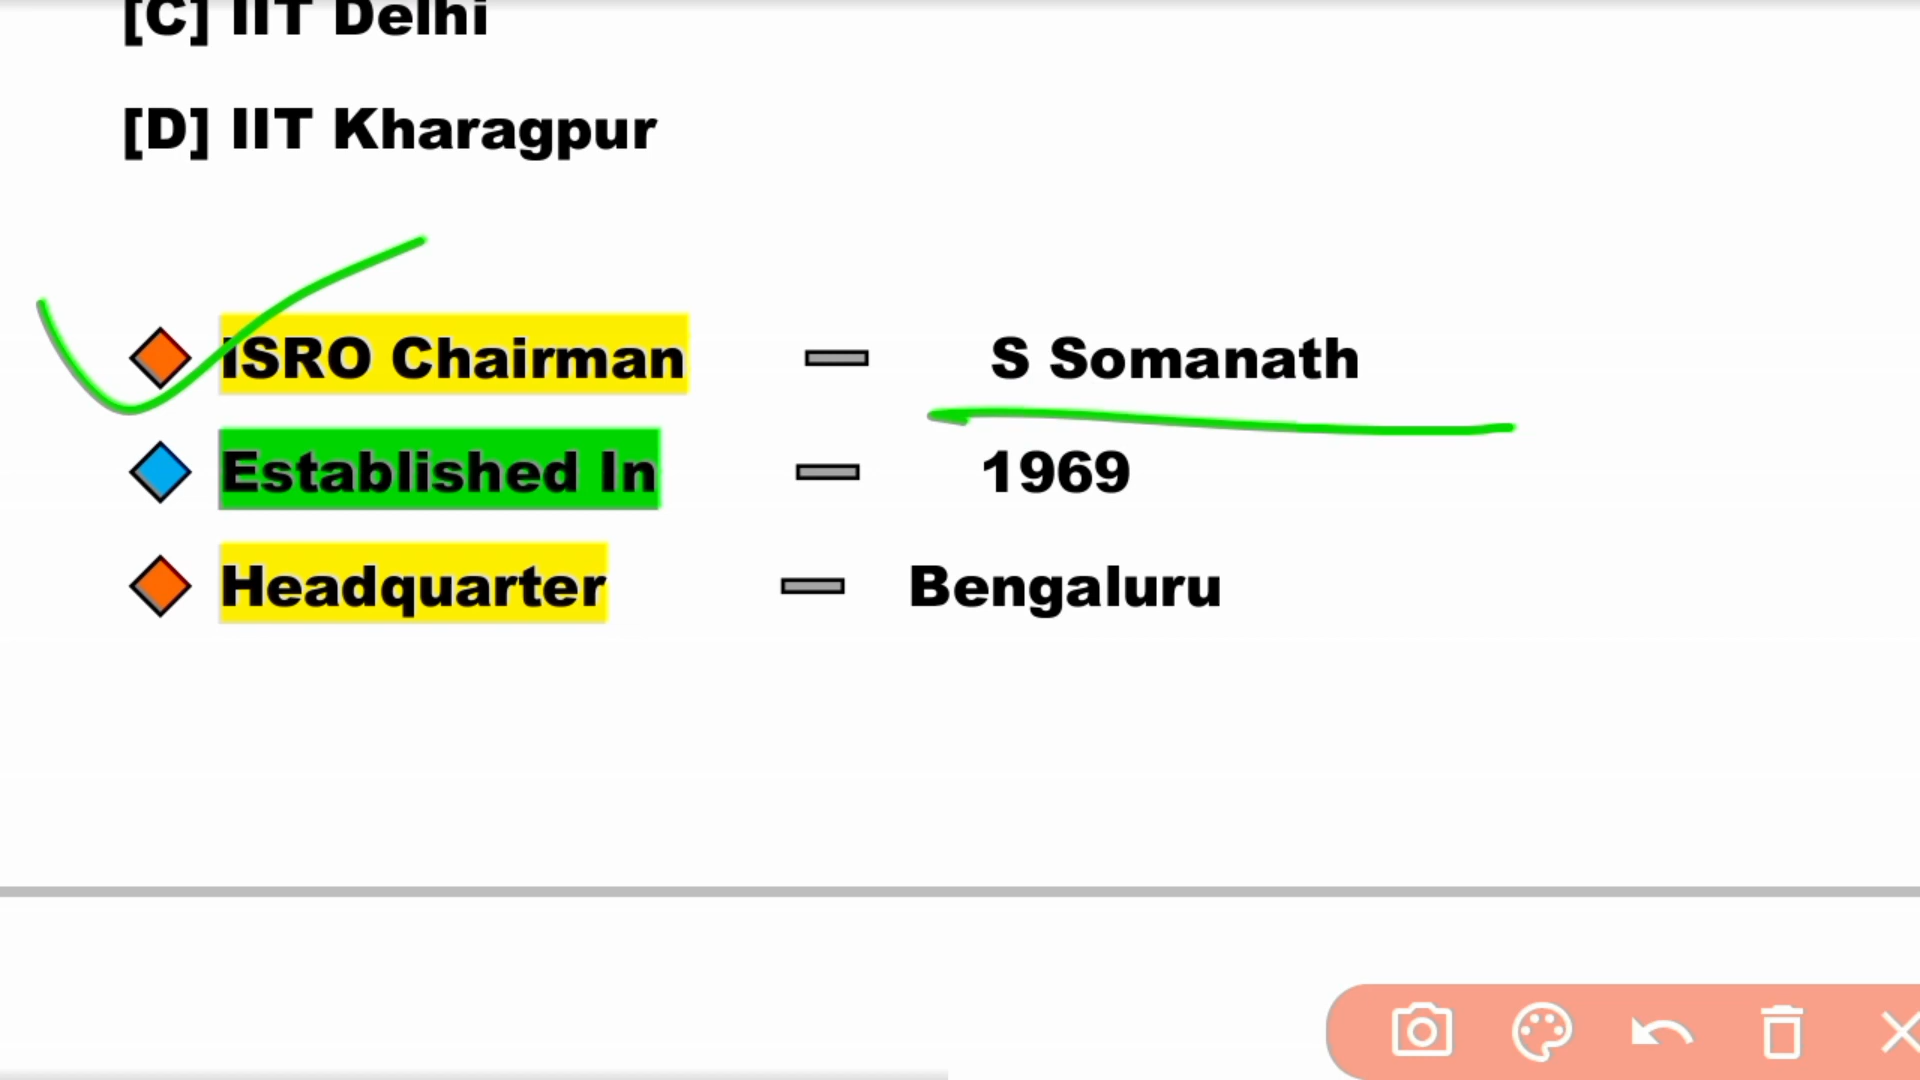 [C] IIT Delhi
[D] IIT Kharagpur
ISRO Chairman — S Somanath
Established In — 1969
Headquarter — Bengaluru